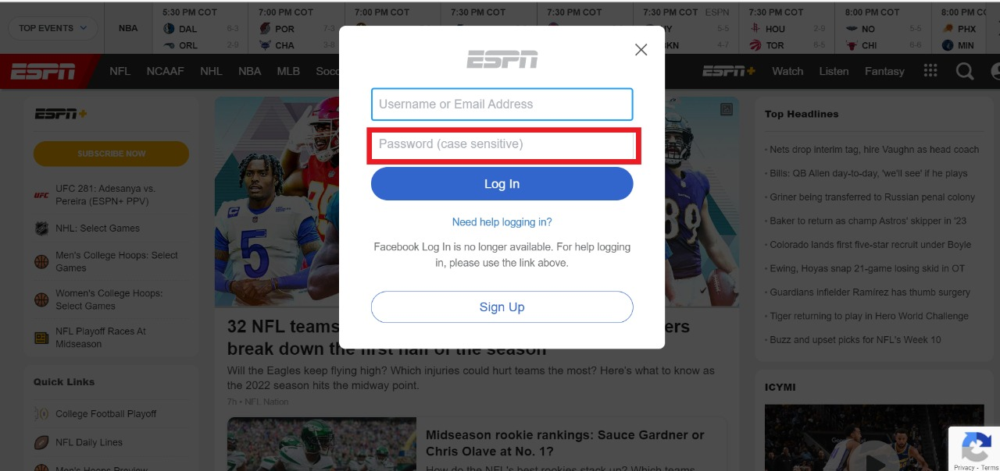 5:30 PM COT
7:00 PM COT
7:00 PM COT
7:30 PM COT
7:30 PM COT
7:30 PM COT ESPN
7:30 PM COT
8:00 PM COT
8:00 PM CO
TOP EVENTS
NBA
DAL 6-3
ORL 2-9
POR 7-3
CHA 3-8
NY 5-5
BKN 4-7
HOU 2-9
TOR 6-5
NO 5-5
CHI 6-6
PHX
MIN
ESPN
NFL NCAAF NHL NBA MLB Socc
ESPN+ Watch Listen Fantasy
ESPN+
SUBSCRIBE NOW
UFC
UFC 281: Adesanya vs.
Pereira (ESPN+ PPV)
NHL: Select Games
Men's College Hoops: Select
Games
Women's College Hoops:
Select Games
NFL Playoff Races At
Midseason
Quick Links
College Football Playoff
NFL Daily Lines
Men's Hoops Preview
ESPN
Username or Email Address
Password (case sensitive)
Log In
Need help logging in?
Facebook Log In is no longer available. For help logging
in, please use the link above.
Sign Up
C
5
89
32 NFL teams
ers
break down the first half of the season
Will the Eagles keep flying high? Which injuries could hurt teams the most? Here's what to know as
the 2022 season hits the midway point.
7h • NFL Nation
Midseason rookie rankings: Sauce Gardner or
Chris Olave at No. 1?
How do the NFL's best rookies stack up? Which teams
Top Headlines
• Nets drop interim tag, hire Vaughn as head coach
• Bills: QB Allen day-to-day, 'we'll see' if he plays
• Griner being transferred to Russian penal colony
• Baker to return as champ Astros' skipper in '23
• Colorado lands first five-star recruit under Boyle
• Ewing, Hoyas snap 21-game losing skid in OT
• Guardians infielder Ramírez has thumb surgery
• Tiger returning to play in Hero World Challenge
• Buzz and upset picks for NFL's Week 10
ICYMI
Privacy - Terms